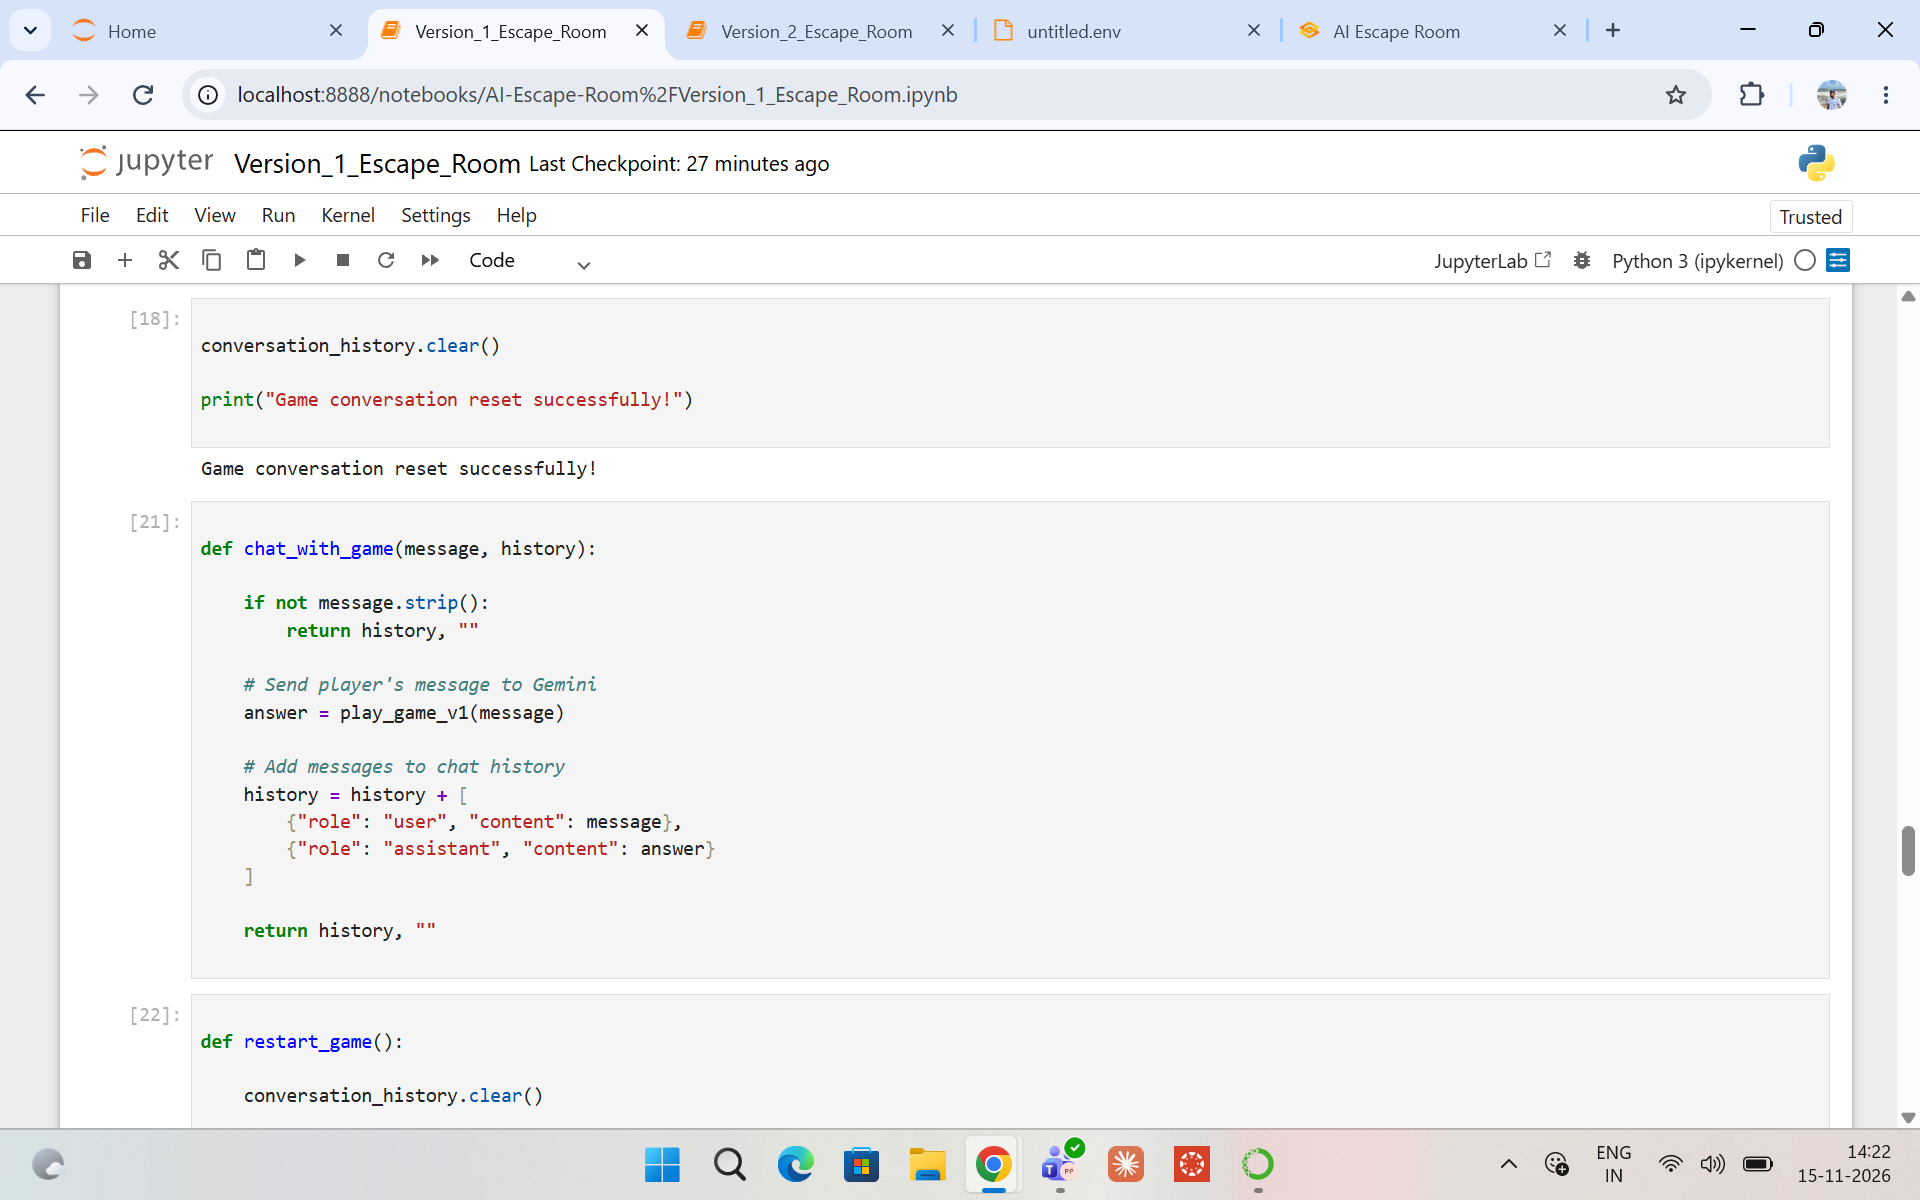 Home
Version_1_Escape_Room
Version_2_Escape_Room
untitled.env
AI Escape Room
localhost:8888/notebooks/AI-Escape-Room%2FVersion_1_Escape_Room.ipynb
jupyter Version_1_Escape_Room Last Checkpoint: 27 minutes ago
File Edit View Run Kernel Settings Help
Trusted
Code
JupyterLab
Python 3 (ipykernel)
[18]:
conversation_history.clear()
print("Game conversation reset successfully!")
Game conversation reset successfully!
[21]:
def chat_with_game(message, history):
    if not message.strip():
        return history, ""
    # Send player's message to Gemini
    answer = play_game_v1(message)
    # Add messages to chat history
    history = history + [
        {"role": "user", "content": message},
        {"role": "assistant", "content": answer}
    ]
    return history, ""
[22]:
def restart_game():
    conversation_history.clear()
T
PP
ENG
IN
14:22
15-11-2026